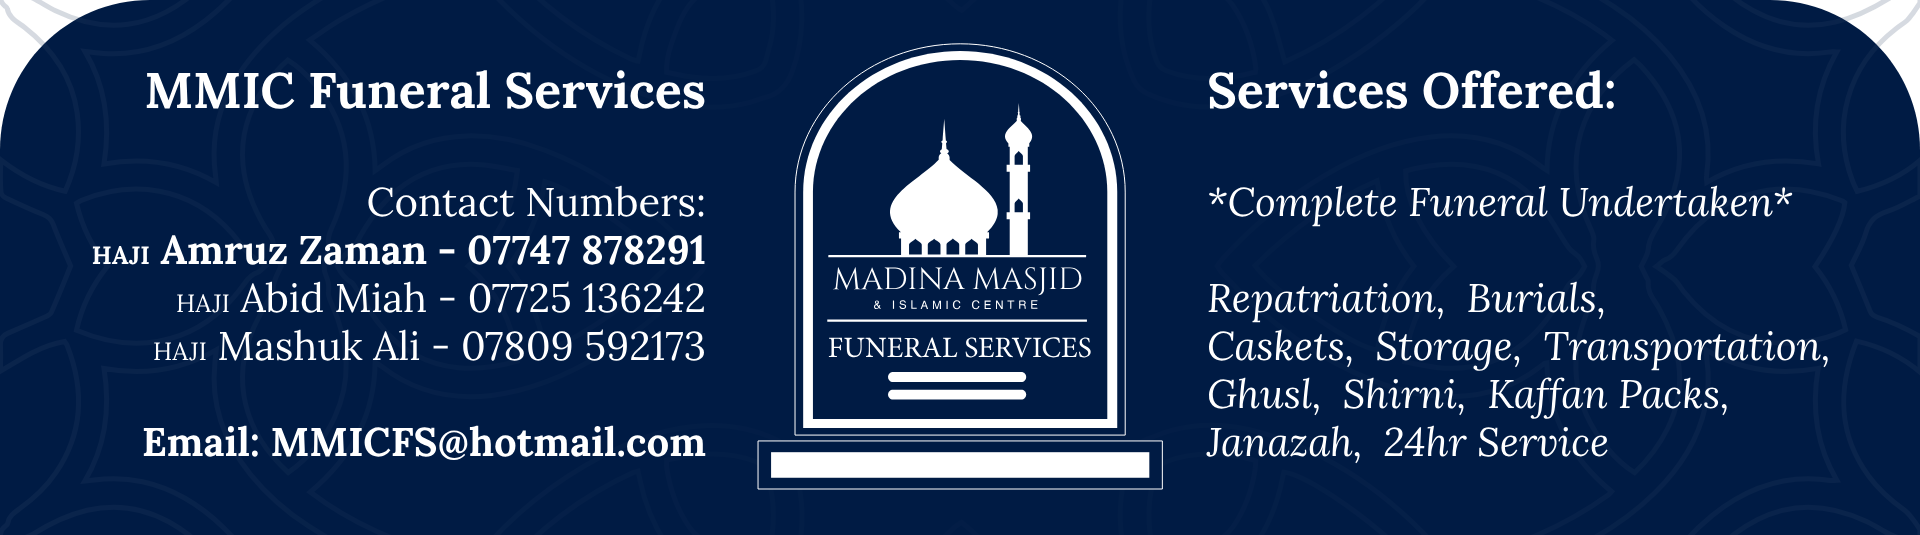 MMIC Funeral Services
Contact Numbers:
HAJI Amruz Zaman - 07747 878291
HAJI Abid Miah - 07725 136242
HAJI Mashuk Ali - 07809 592173
Email: MMICFS@hotmail.com
MADINA MASJID
& ISLAMIC CENTRE
FUNERAL SERVICES
Services Offered:
*Complete Funeral Undertaken*
Repatriation, Burials,
Caskets, Storage, Transportation,
Ghusl, Shirni, Kaffan Packs,
Janazah, 24hr Service